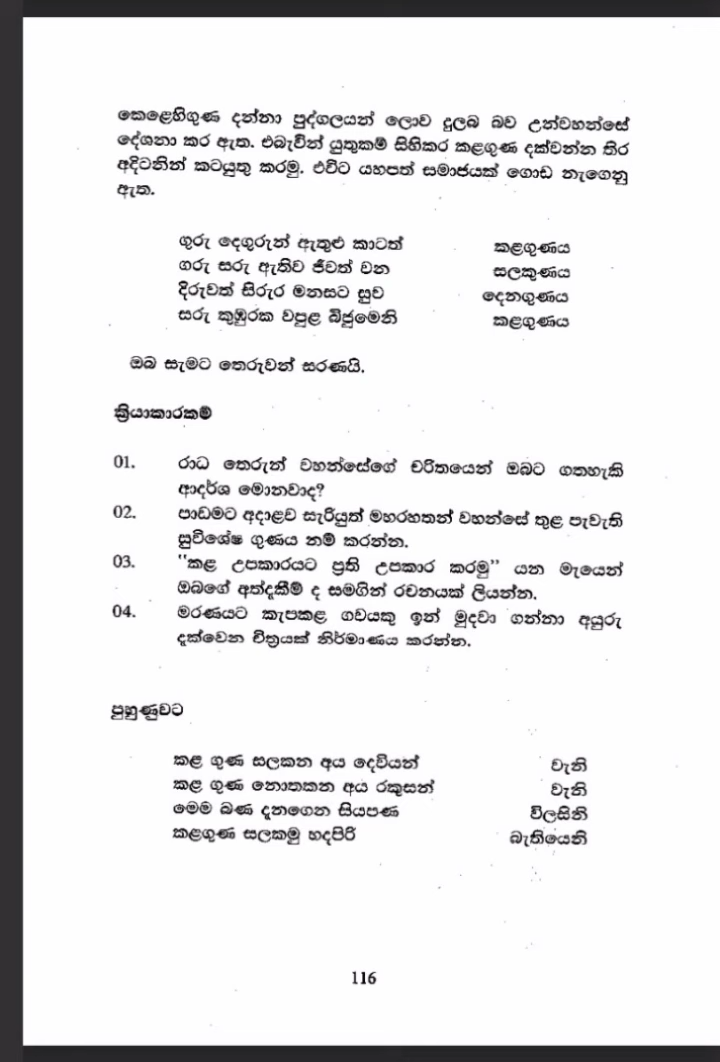 කෙළෙහිගුණ දන්නා පුද්ගලයන් ලොව දුලබ බව උන්වහන්සේ
දේශනා කර ඇත. එබැවින් යුතුකම් සිහිකර කළගුණ දක්වන්න තිර
අදිටනින් කටයුතු කරමු. එවිට යහපත් සමාජයක් ගොඩ නැගෙනු
ඇත.
ගුරු දෙගුරුන් ඇතුළු කාටත් කළගුණය
ගරු සරු ඇතිව ජීවත් වන සලකුණය
දිරුවත් සිරුර මනසට සුව දෙනගුණය
සරු කුඹුරක වපුළ බිජුමෙනි කළගුණය
ඔබ සැමට තෙරුවන් සරණයි.
ක්‍රියාකාරකම්
01. රාධ තෙරුන් වහන්සේගේ චරිතයෙන් ඔබට ගතහැකි
ආදර්ශ මොනවාද?
02. පාඩමට අදාළව සැරියුත් මහරහතන් වහන්සේ තුළ පැවැති
සුවිශේෂ ගුණය නම් කරන්න.
03. "කළ උපකාරයට ප්‍රති උපකාර කරමු" යන මැයෙන්
ඔබගේ අත්දැකීම් ද සමගින් රචනයක් ලියන්න.
04. මරණයට කැපකළ ගවයකු ඉන් මුදවා ගන්නා අයුරු
දැක්වෙන චිත්‍රයක් නිර්මාණය කරන්න.
පුහුණුවට
කළ ගුණ සලකන අය දෙවියන් වැනි
කළ ගුණ නොතකන අය රකුසන් වැනි
මෙම බණ දැනගෙන සියපණ විලසිනි
කළගුණ සලකමු හදපිරි බැතියෙනි
116